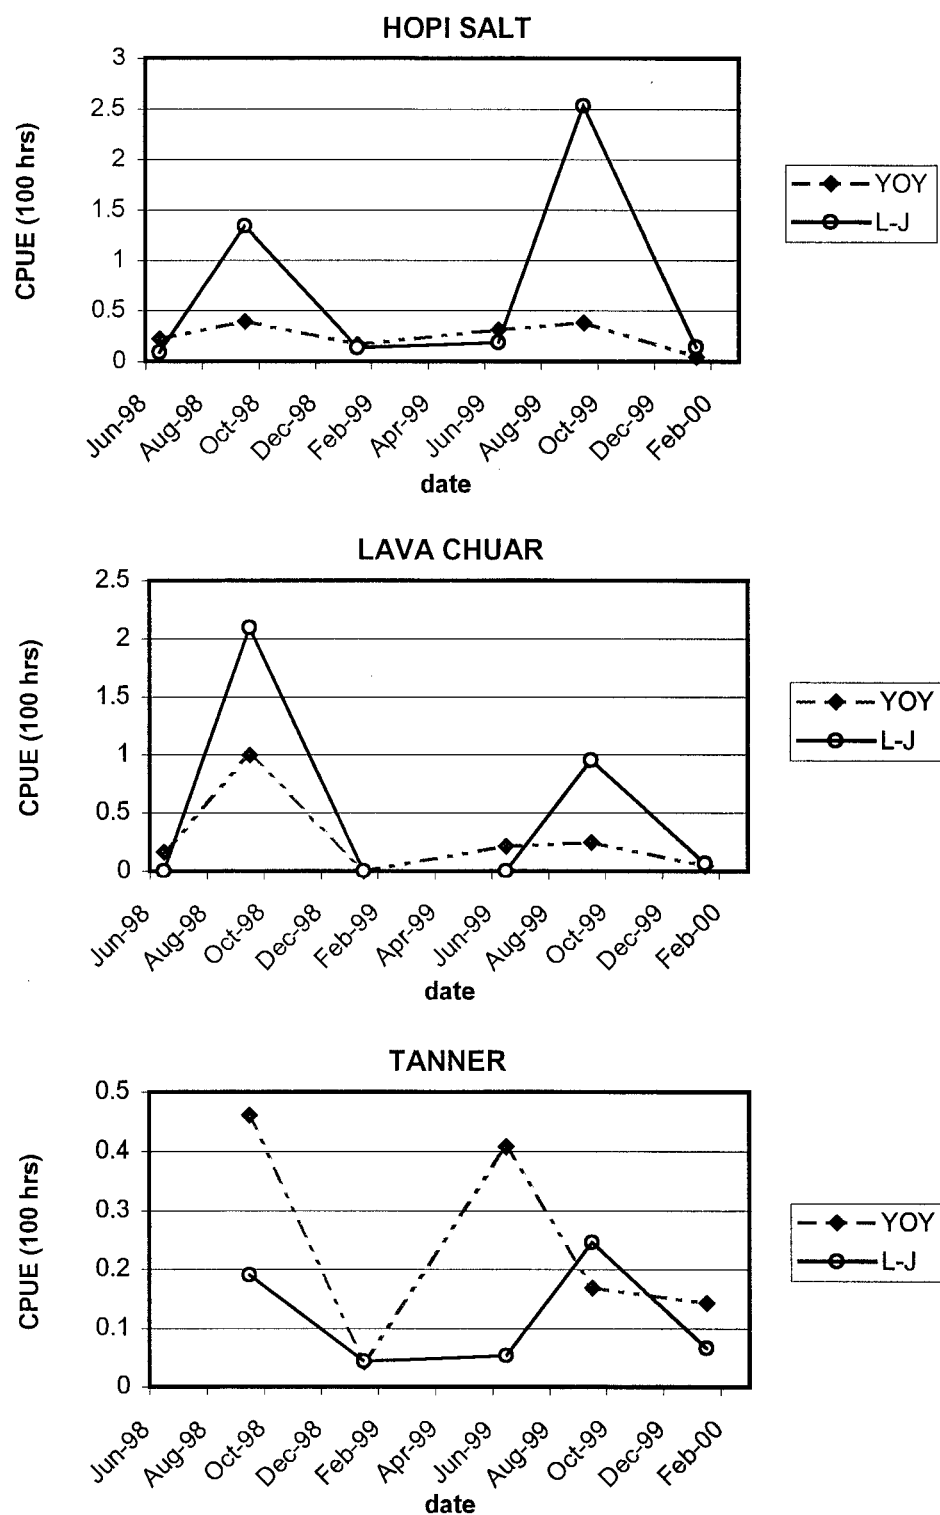 HOPI SALT
CPUE (100 hrs)
3
2.5
2
1.5
1
0.5
0
Jun-98
Aug-98
Oct-98
Dec-98
Feb-99
Apr-99
Jun-99
Aug-99
Oct-99
Dec-99
Feb-00
date
YOY
L-J
LAVA CHUAR
CPUE (100 hrs)
2.5
2
1.5
1
0.5
0
Jun-98
Aug-98
Oct-98
Dec-98
Feb-99
Apr-99
Jun-99
Aug-99
Oct-99
Dec-99
Feb-00
date
YOY
L-J
TANNER
CPUE (100 hrs)
0.5
0.4
0.3
0.2
0.1
0
Jun-98
Aug-98
Oct-98
Dec-98
Feb-99
Apr-99
Jun-99
Aug-99
Oct-99
Dec-99
Feb-00
date
YOY
L-J